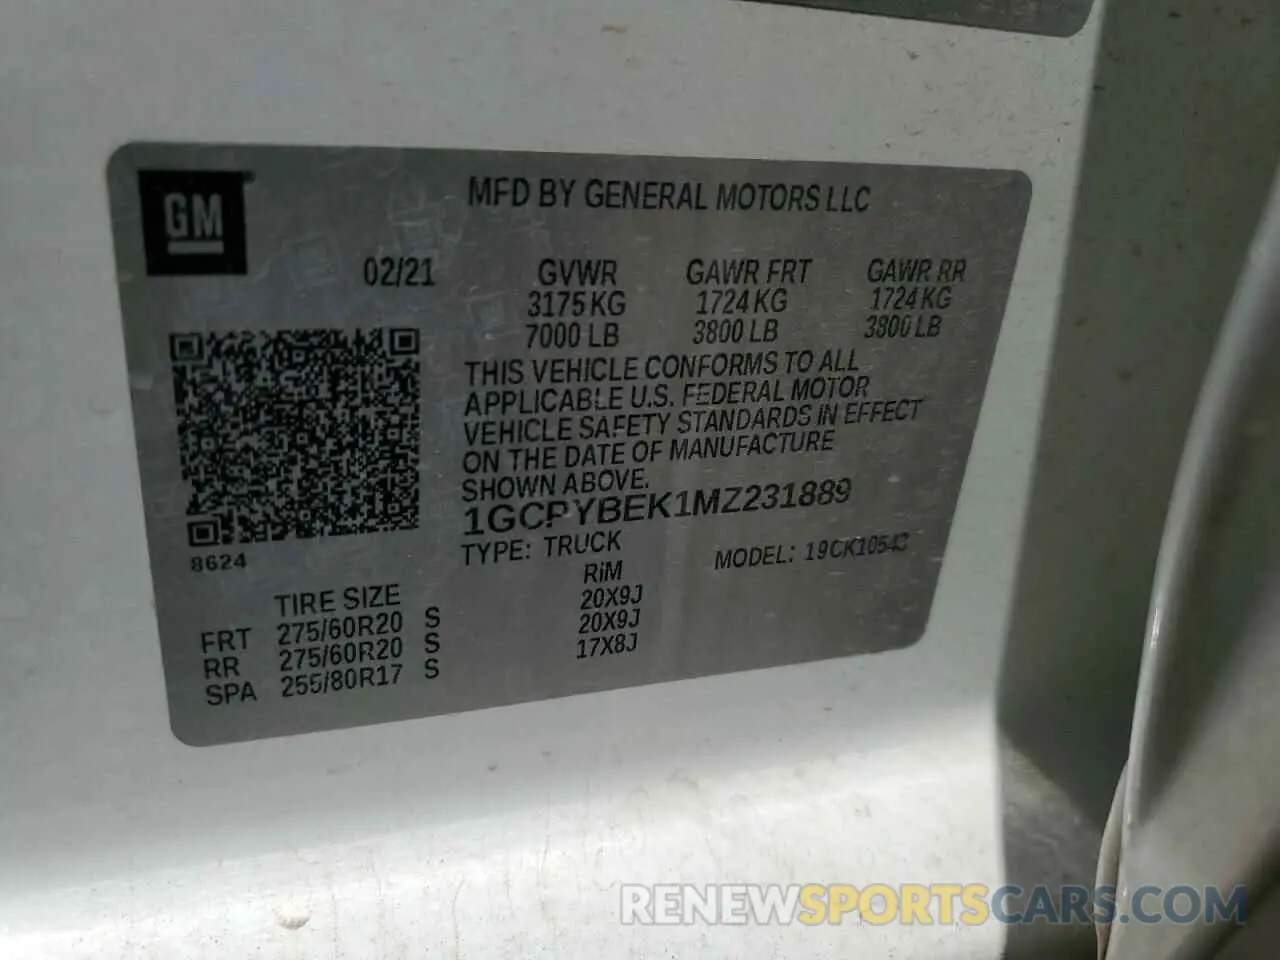 GM
MFD BY GENERAL MOTORS LLC
02/21 GVWR GAWR FRT GAWR RR
3175 KG 1724 KG 1724 KG
7000 LB 3800 LB 3800 LB
THIS VEHICLE CONFORMS TO ALL
APPLICABLE U.S. FEDERAL MOTOR
VEHICLE SAFETY STANDARDS IN EFFECT
ON THE DATE OF MANUFACTURE
SHOWN ABOVE.
1GCPYBEK1MZ231889
8624
TYPE: TRUCK MODEL: 19CK10543
TIRE SIZE RIM
FRT 275/60R20 S 20X9J
RR 275/60R20 S 20X9J
SPA 255/80R17 S 17X8J
RENEWSPORTSCARS.COM